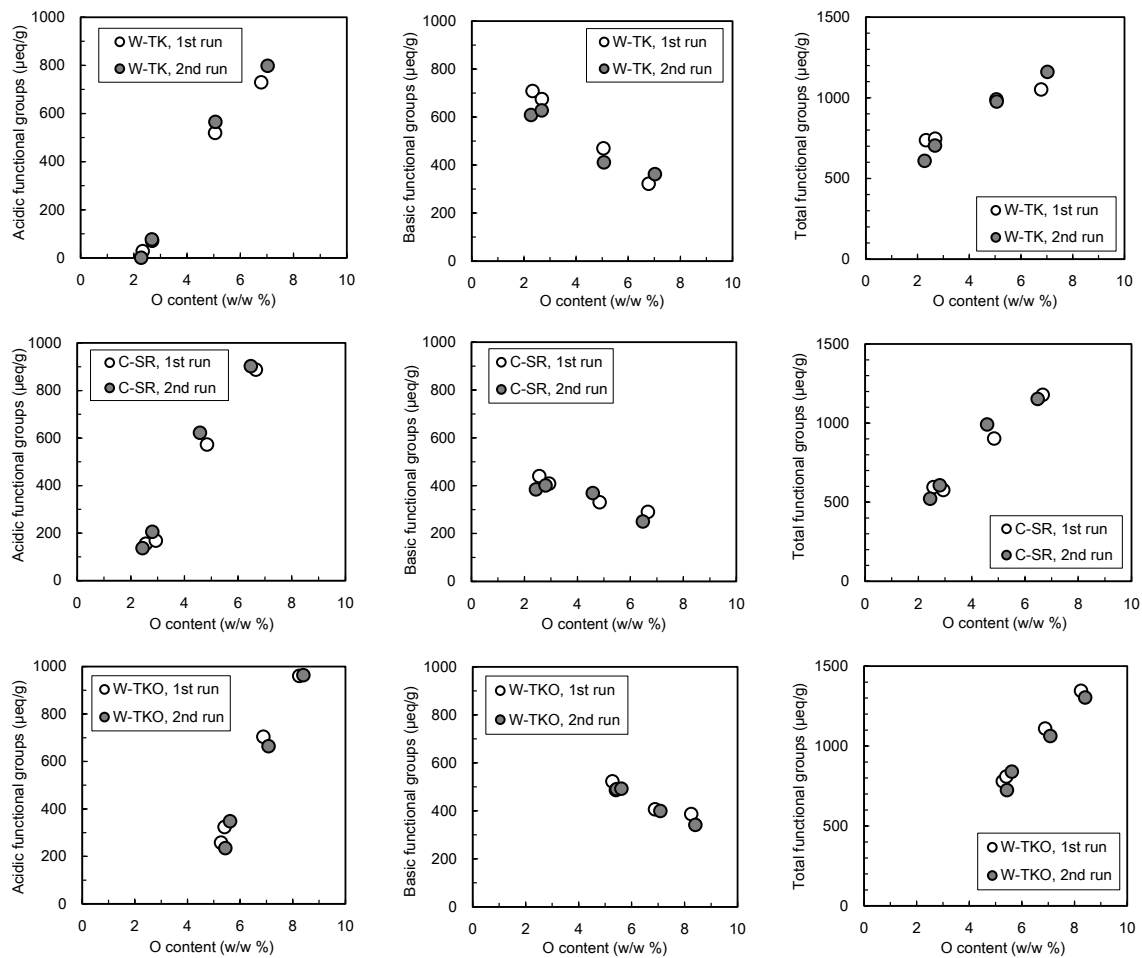 Acidic functional groups (µeq/g)
1000
800
600
400
200
0
W-TK, 1st run
W-TK, 2nd run
0 2 4 6 8 10
O content (w/w %)
Basic functional groups (µeq/g)
1000
800
600
400
200
0
W-TK, 1st run
W-TK, 2nd run
0 2 4 6 8 10
O content (w/w %)
Total functional groups (µeq/g)
1500
1000
500
0
W-TK, 1st run
W-TK, 2nd run
0 2 4 6 8 10
O content (w/w %)
Acidic functional groups (µeq/g)
1000
800
600
400
200
0
C-SR, 1st run
C-SR, 2nd run
0 2 4 6 8 10
O content (w/w %)
Basic functional groups (µeq/g)
1000
800
600
400
200
0
C-SR, 1st run
C-SR, 2nd run
0 2 4 6 8 10
O content (w/w %)
Total functional groups (µeq/g)
1500
1000
500
0
C-SR, 1st run
C-SR, 2nd run
0 2 4 6 8 10
O content (w/w %)
Acidic functional groups (µeq/g)
1000
800
600
400
200
0
W-TKO, 1st run
W-TKO, 2nd run
0 2 4 6 8 10
O content (w/w %)
Basic functional groups (µeq/g)
1000
800
600
400
200
0
W-TKO, 1st run
W-TKO, 2nd run
0 2 4 6 8 10
O content (w/w %)
Total functional groups (µeq/g)
1500
1000
500
0
W-TKO, 1st run
W-TKO, 2nd run
0 2 4 6 8 10
O content (w/w %)